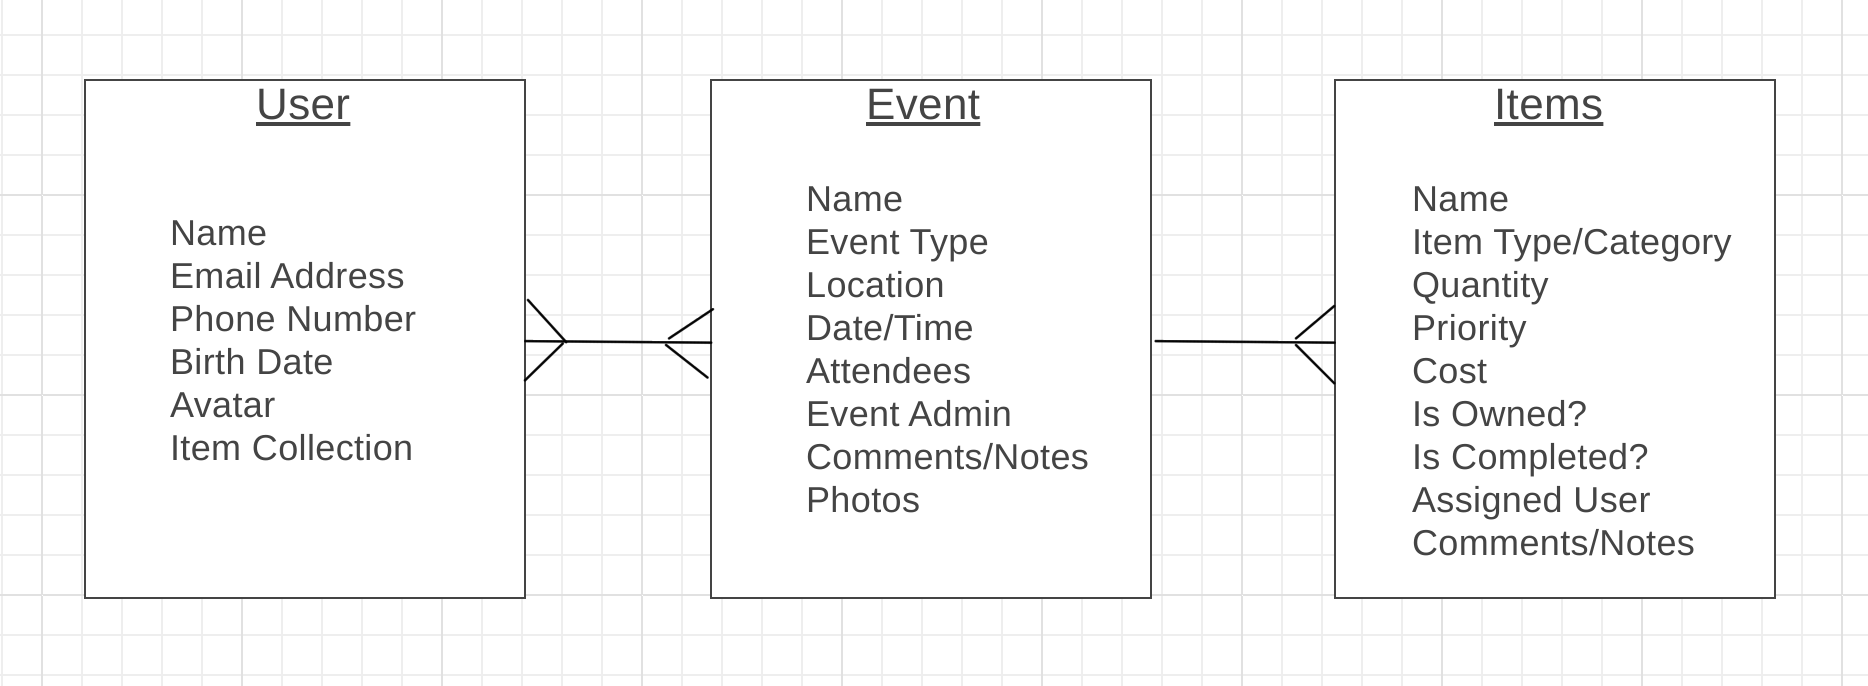 User
Name
Email Address
Phone Number
Birth Date
Avatar
Item Collection
Event
Name
Event Type
Location
Date/Time
Attendees
Event Admin
Comments/Notes
Photos
Items
Name
Item Type/Category
Quantity
Priority
Cost
Is Owned?
Is Completed?
Assigned User
Comments/Notes